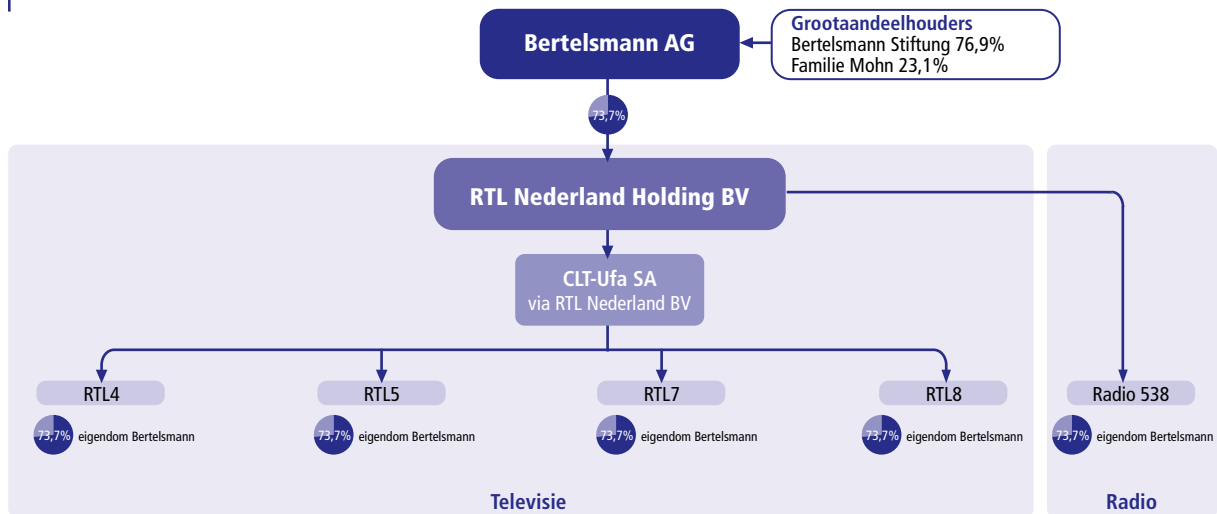 Bertelsmann AG
Grootaandeelhouders
Bertelsmann Stiftung 76,9%
Familie Mohn 23,1%
73,7%
RTL Nederland Holding BV
CLT-Ufa SA
via RTL Nederland BV
RTL4
RTL5
RTL7
RTL8
Radio 538
73,7% eigendom Bertelsmann
73,7% eigendom Bertelsmann
73,7% eigendom Bertelsmann
73,7% eigendom Bertelsmann
73,7% eigendom Bertelsmann
Televisie
Radio